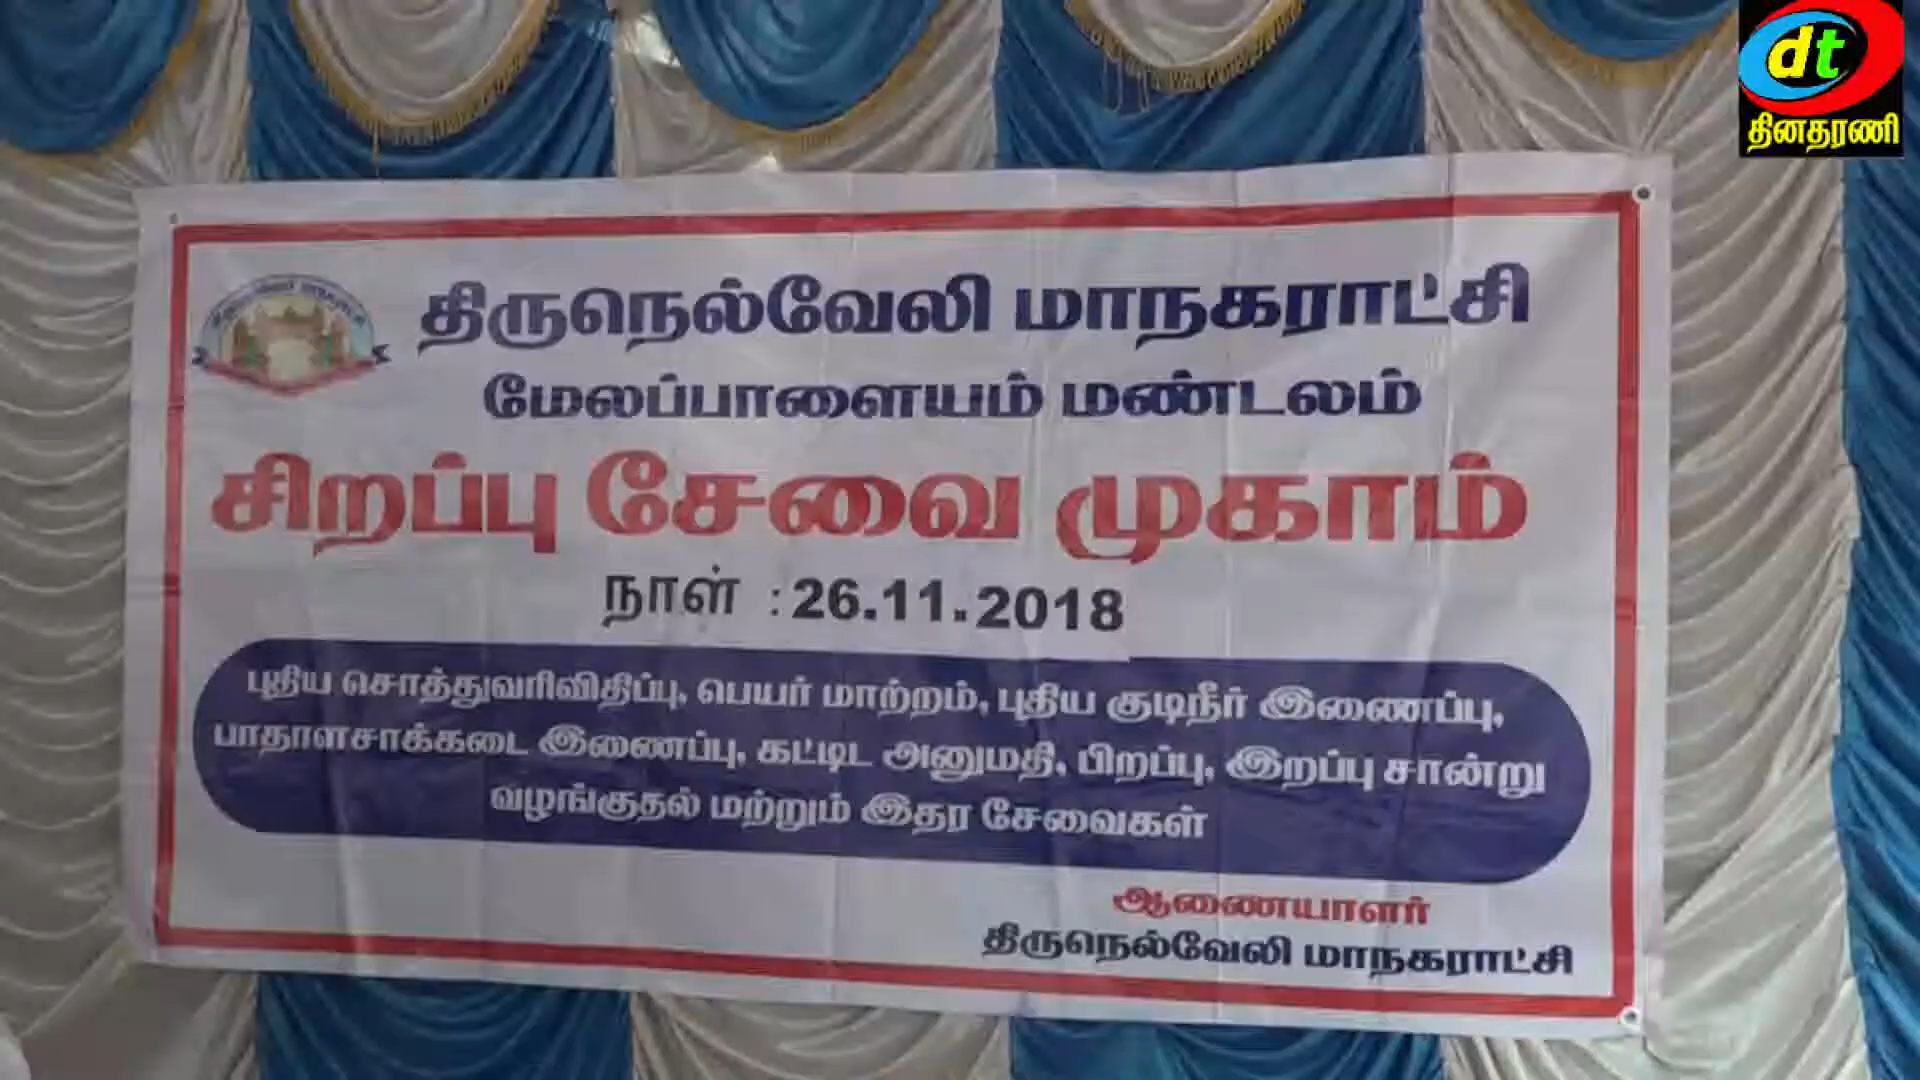 dt
தினதரணி
திருநெல்வேலி மாநகராட்சி
மேலப்பாளையம் மண்டலம்
சிறப்பு சேவை முகாம்
நாள் :26.11.2018
புதிய சொத்துவரிவிதிப்பு, பெயர் மாற்றம், புதிய குடிநீர் இணைப்பு,
பாதாளசாக்கடை இணைப்பு, கட்டிட அனுமதி, பிறப்பு, இறப்பு சான்று
வழங்குதல் மற்றும் இதர சேவைகள்
ஆணையாளர்
திருநெல்வேலி மாநகராட்சி